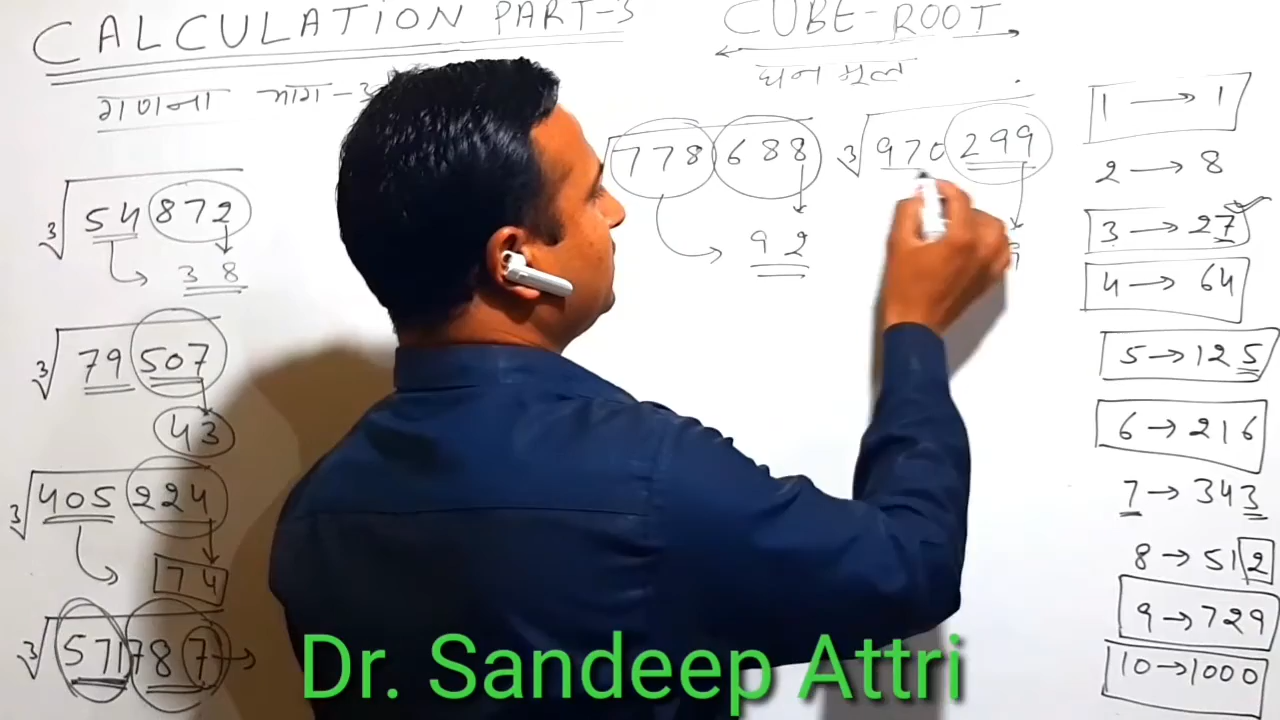 CALCULATION PART-3
CUBE-ROOT
गणना भाग-3
घन मूल
3√54872
38
3√79507
43
3√405224
74
3√571787
√778688
92
3√970299
1 → 1
2 → 8
3 → 27
4 → 64
5 → 125
6 → 216
7 → 343
8 → 512
9 → 729
10 → 1000
Dr. Sandeep Attri